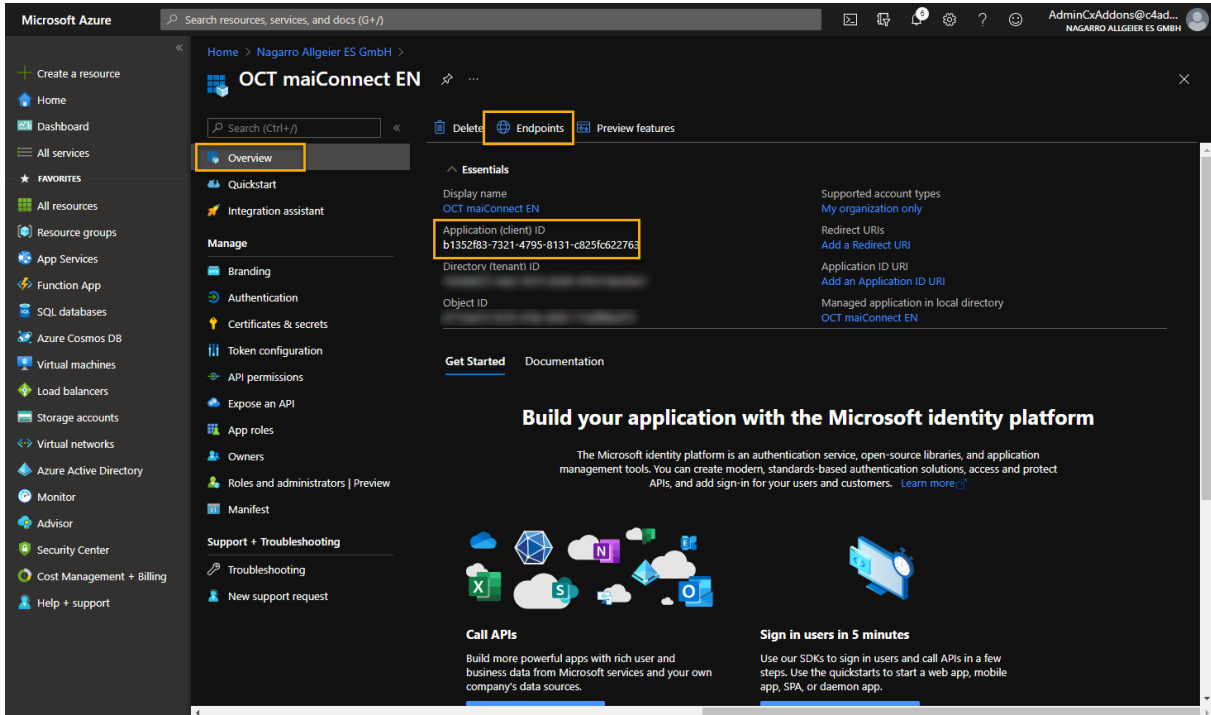 Microsoft Azure
Search resources, services, and docs (G+/)
6
AdminCxAddons@c4ad...
NAGARRO ALLGEIER ES GMBH
Create a resource
Home
Dashboard
All services
FAVORITES
All resources
Resource groups
App Services
Function App
SQL databases
Azure Cosmos DB
Virtual machines
Load balancers
Storage accounts
Virtual networks
Azure Active Directory
Monitor
Advisor
Security Center
Cost Management + Billing
Help + support
Home > Nagarro Allgeier ES GmbH >
OCT maiConnect EN
Search (Ctrl+/)
Overview
Quickstart
Integration assistant
Manage
Branding
Authentication
Certificates & secrets
Token configuration
API permissions
Expose an API
App roles
Owners
Roles and administrators | Preview
Manifest
Support + Troubleshooting
Troubleshooting
New support request
Delete
Endpoints
Preview features
Essentials
Display name
OCT maiConnect EN
Application (client) ID
b1352f83-7321-4795-8131-c825fc622763
Directory (tenant) ID
Object ID
Supported account types
My organization only
Redirect URIs
Add a Redirect URI
Application ID URI
Add an Application ID URI
Managed application in local directory
OCT maiConnect EN
Get Started
Documentation
Build your application with the Microsoft identity platform
The Microsoft identity platform is an authentication service, open-source libraries, and application
management tools. You can create modern, standards-based authentication solutions, access and protect
APIs, and add sign-in for your users and customers. Learn more
N
X
S
O
E
Call APIs
Build more powerful apps with rich user and
business data from Microsoft services and your own
company's data sources.
Sign in users in 5 minutes
Use our SDKs to sign in users and call APIs in a few
steps. Use the quickstarts to start a web app, mobile
app, SPA, or daemon app.